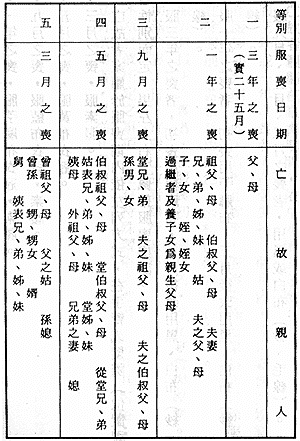 等別
服喪日期
亡故親人
一
三年之喪
（實二十五月）
父、母
二
一年之喪
祖父、母 伯叔父、母 夫妻
兄、弟、姊、妹 姑 夫之父、母
子、女 姪、姪女
過繼者及養子女爲親生父母
三
九月之喪
堂兄、弟 夫之祖父、母 夫之伯叔父、母
孫男、女
四
五月之喪
伯叔祖父、母 堂伯叔父、母 從堂兄、弟
姑表兄、弟、姊、妹 堂姊、妹
姨母 外祖父、母 兄弟之妻 媳
五
三月之喪
曾祖父、母 父之姑 孫媳
曾孫 甥、甥女 婿
舅 姨表兄、弟、姊、妹